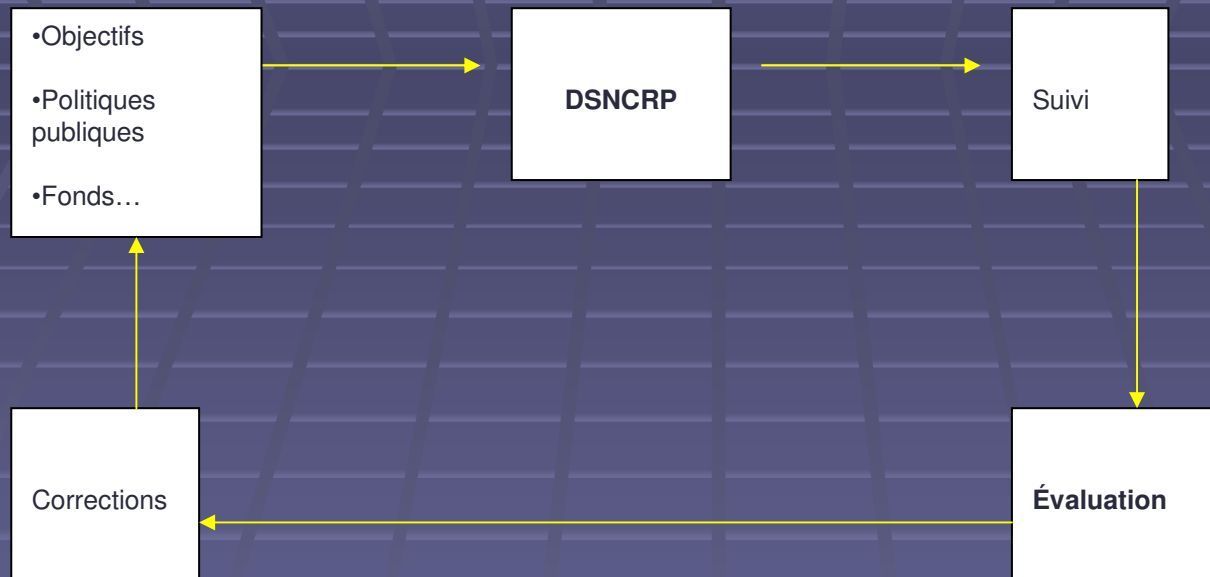 •Objectifs
•Politiques
publiques
•Fonds…
DSNCRP
Suivi
Corrections
Évaluation